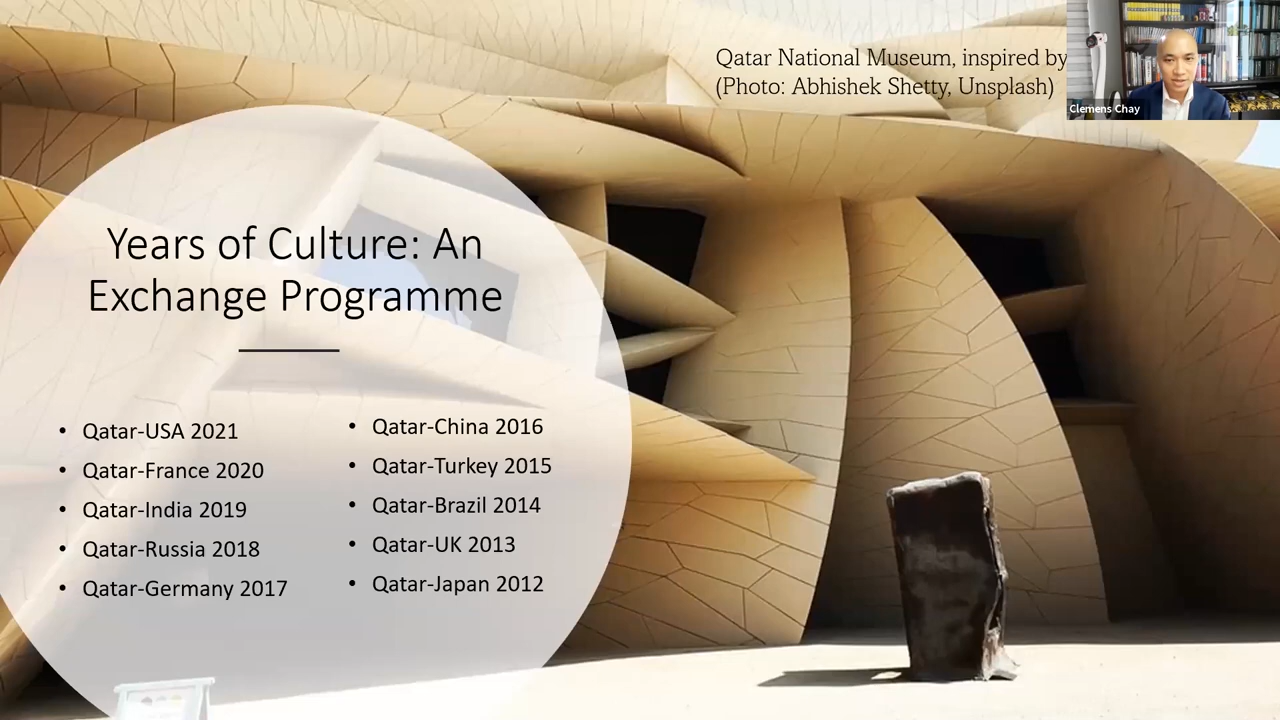 Qatar National Museum, inspired by
(Photo: Abhishek Shetty, Unsplash)
Clemens Chay
Years of Culture: An
Exchange Programme
• Qatar-USA 2021
• Qatar-France 2020
• Qatar-India 2019
• Qatar-Russia 2018
• Qatar-Germany 2017
• Qatar-China 2016
• Qatar-Turkey 2015
• Qatar-Brazil 2014
• Qatar-UK 2013
• Qatar-Japan 2012